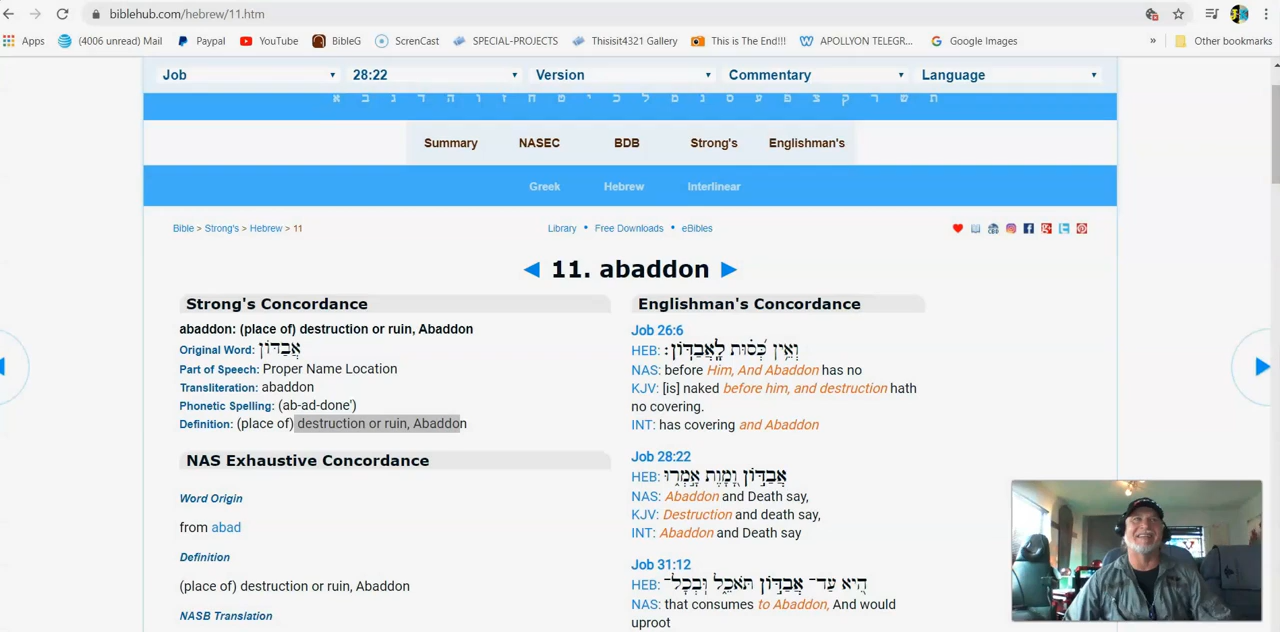 biblehub.com/hebrew/11.htm
Apps (4006 unread) Mail Paypal YouTube BibleG ScrenCast SPECIAL-PROJECTS Thisisit4321 Gallery This is The End!!! APOLLYON TELEGR... Google Images » Other bookmarks
Job 28:22 Version Commentary Language
א ב ג ד ה ו ז ח ט י כ ל מ נ ס ע פ צ ק ר ש ת
Summary NASEC BDB Strong's Englishman's
Greek Hebrew Interlinear
Bible > Strong's > Hebrew > 11 Library • Free Downloads • eBibles
◄ 11. abaddon ►
Strong's Concordance
abaddon: (place of) destruction or ruin, Abaddon
Original Word: אֲבַדּוֹן
Part of Speech: Proper Name Location
Transliteration: abaddon
Phonetic Spelling: (ab-ad-done')
Definition: (place of) destruction or ruin, Abaddon
NAS Exhaustive Concordance
Word Origin
from abad
Definition
(place of) destruction or ruin, Abaddon
NASB Translation
Englishman's Concordance
Job 26:6
HEB: וְאֵ֥ין כְּ֝ס֗וּת לָֽאֲבַדּֽוֹן׃
NAS: before Him, And Abaddon has no
KJV: [is] naked before him, and destruction hath
no covering.
INT: has covering and Abaddon
Job 28:22
HEB: אֲבַדּ֣וֹן וָ֭מָוֶת אָ֣מְר֑וּ
NAS: Abaddon and Death say,
KJV: Destruction and death say,
INT: Abaddon and Death say
Job 31:12
HEB: הִ֭יא עַד־ אֲבַדּ֣וֹן תֹּאכֵ֑ל וּֽבְכָל־
NAS: that consumes to Abaddon, And would
uproot